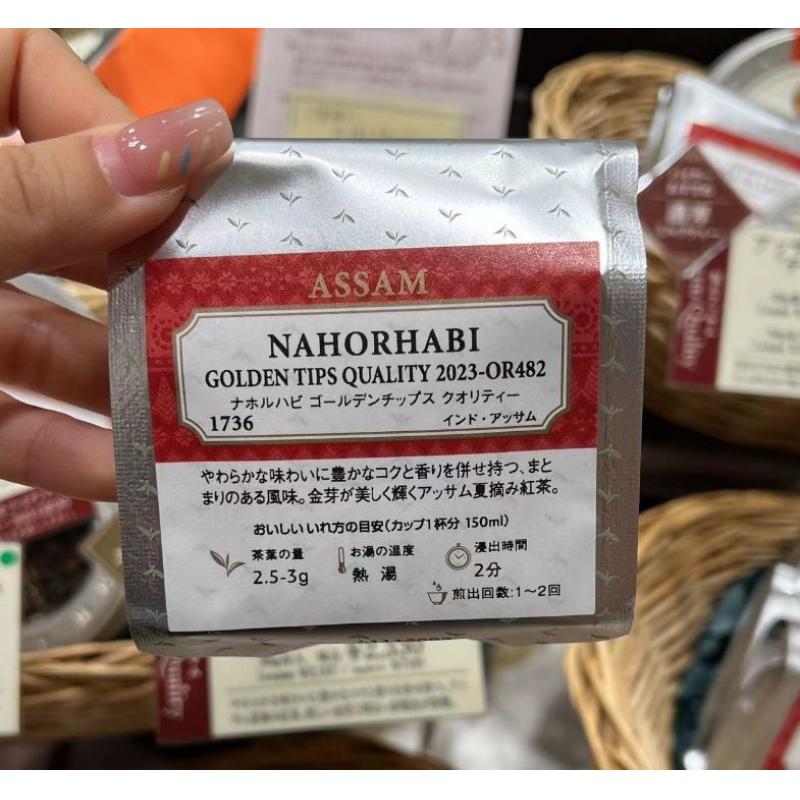 ASSAM
NAHORHABI
GOLDEN TIPS QUALITY 2023-OR482
ナホルハビ ゴールデンチップス クオリティー
1736 インド・アッサム
やわらかな味わいに豊かなコクと香りを併せ持つ、まと
まりのある風味。金芽が美しく輝くアッサム夏摘み紅茶。
おいしいいれ方の目安(カップ1杯分 150ml)
茶葉の量 お湯の温度 浸出時間
2.5-3g 熱湯 2分
煎出回数:1〜2回
Quality
Quality